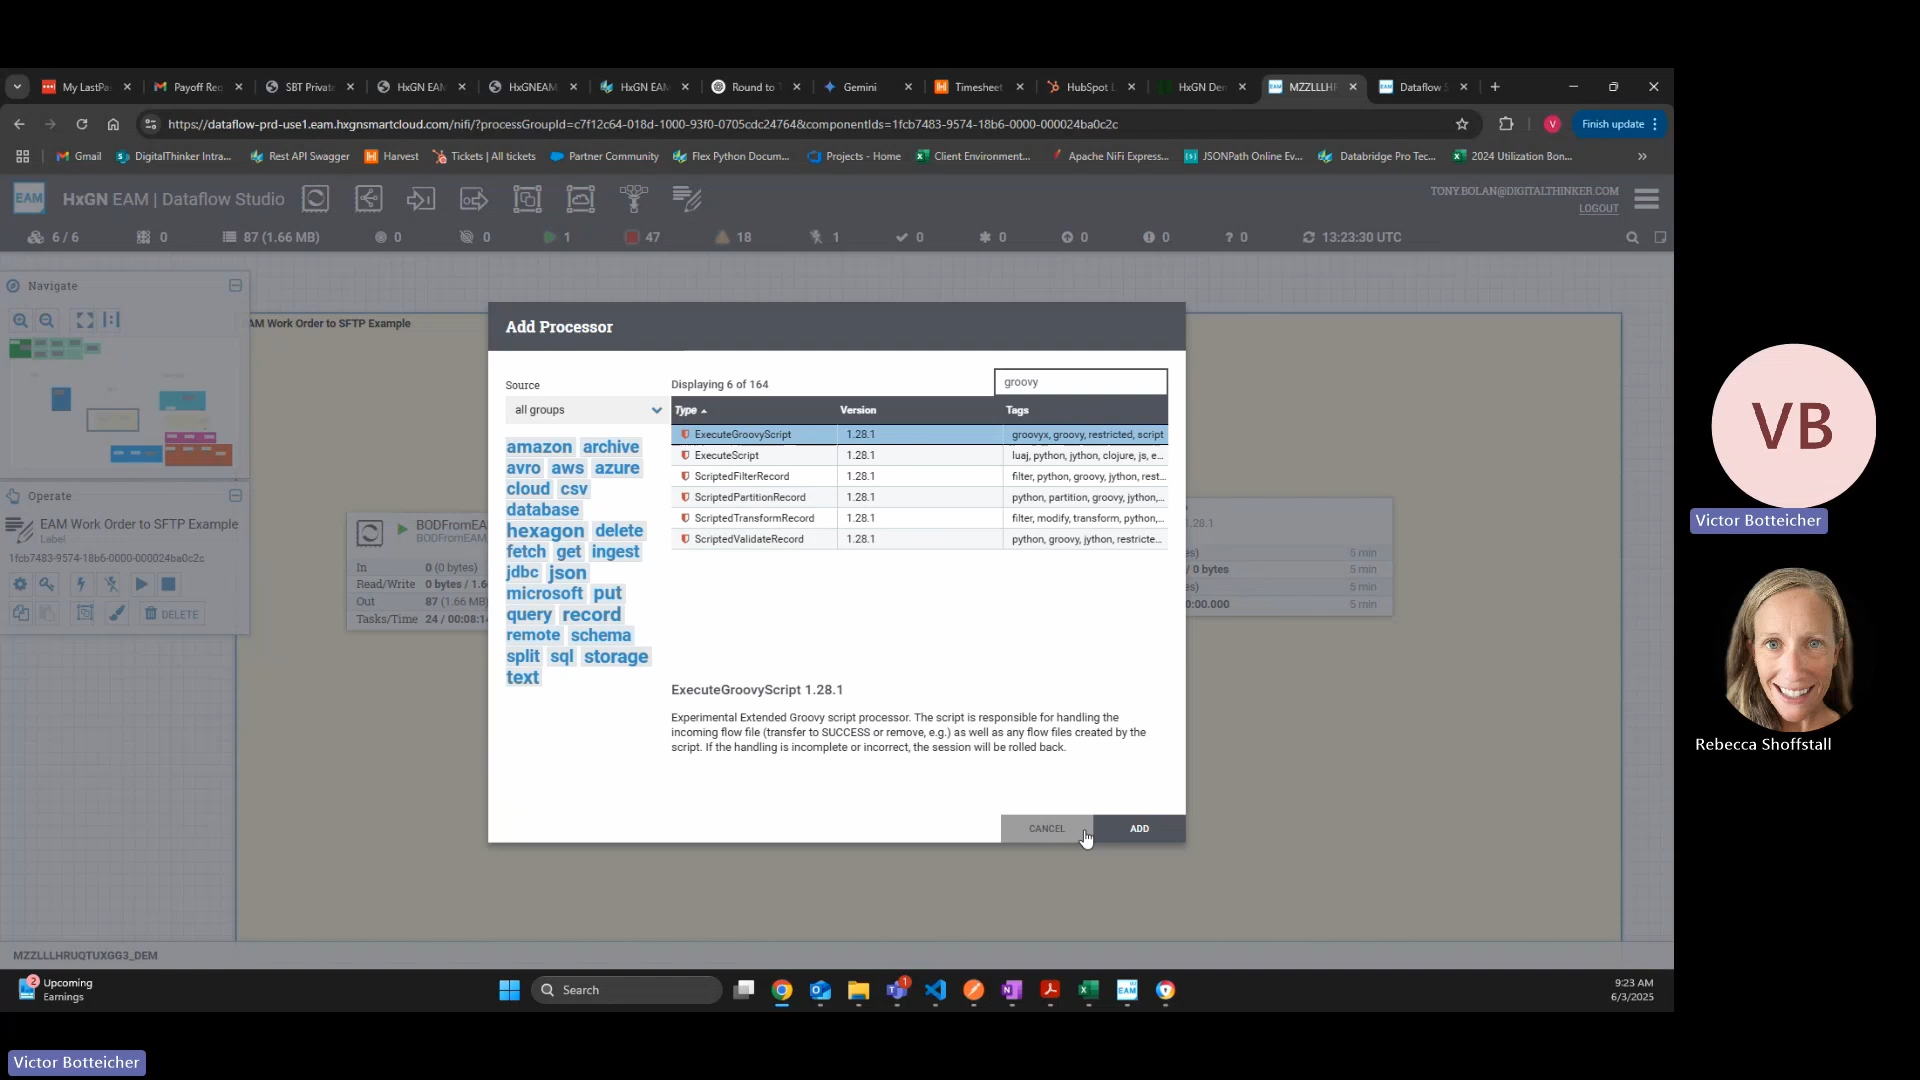 My LastPa
Payoff Rec
SBT Private
HxGN EAM
HxGNEAM
HxGN EAM
Round to
Gemini
Timesheet
HubSpot
HxGN Den
MZZLLLHF
Dataflow S
https://dataflow-prd-use1.eam.hxgnsmartcloud.com/nifi/?processGroupId=c7f12c64-018d-1000-93f0-0705cdc24764&componentIds=1fcb7483-9574-18b6-0000-000024ba0c2c
V
Finish update
Gmail
DigitalThinker Intra...
Rest API Swagger
Harvest
Tickets | All tickets
Partner Community
Flex Python Docum...
Projects - Home
Client Environment...
Apache NiFi Express...
JSONPath Online Ev...
Databridge Pro Tec...
2024 Utilization Bon...
EAM
HxGN EAM | Dataflow Studio
TONY.BOLAN@DIGITALTHINKER.COM
LOGOUT
6 / 6
0
87 (1.66 MB)
0
0
1
47
18
1
0
0
0
0
? 0
13:23:30 UTC
Navigate
AM Work Order to SFTP Example
Operate
EAM Work Order to SFTP Example
Label
1fcb7483-9574-18b6-0000-000024ba0c2c
DELETE
BODFromEA
BODFromEAM
In 0 (0 bytes)
Read/Write 0 bytes / 1.6
Out 87 (1.66 MB)
Tasks/Time 24 / 00:08:14
Add Processor
Source
all groups
amazon archive
avro aws azure
cloud csv
database
hexagon delete
fetch get ingest
jdbc json
microsoft put
query record
remote schema
split sql storage
text
Displaying 6 of 164
groovy
Type Version Tags
ExecuteGroovyScript 1.28.1 groovyx, groovy, restricted, script
ExecuteScript 1.28.1 luaj, python, jython, clojure, js, e...
ScriptedFilterRecord 1.28.1 filter, python, groovy, jython, rest...
ScriptedPartitionRecord 1.28.1 python, partition, groovy, jython,...
ScriptedTransformRecord 1.28.1 filter, modify, transform, python,...
ScriptedValidateRecord 1.28.1 python, groovy, jython, restricte...
ExecuteGroovyScript 1.28.1
Experimental Extended Groovy script processor. The script is responsible for handling the
incoming flow file (transfer to SUCCESS or remove, e.g.) as well as any flow files created by the
script. If the handling is incomplete or incorrect, the session will be rolled back.
CANCEL
ADD
1.28.1
es) 5 min
/ 0 bytes 5 min
5 min
0:00.000 5 min
MZZLLLHRUQTUXGG3_DEM
2
Upcoming
Earnings
Search
1
EAM
9:23 AM
6/3/2025
VB
Victor Botteicher
Rebecca Shoffstall
Victor Botteicher